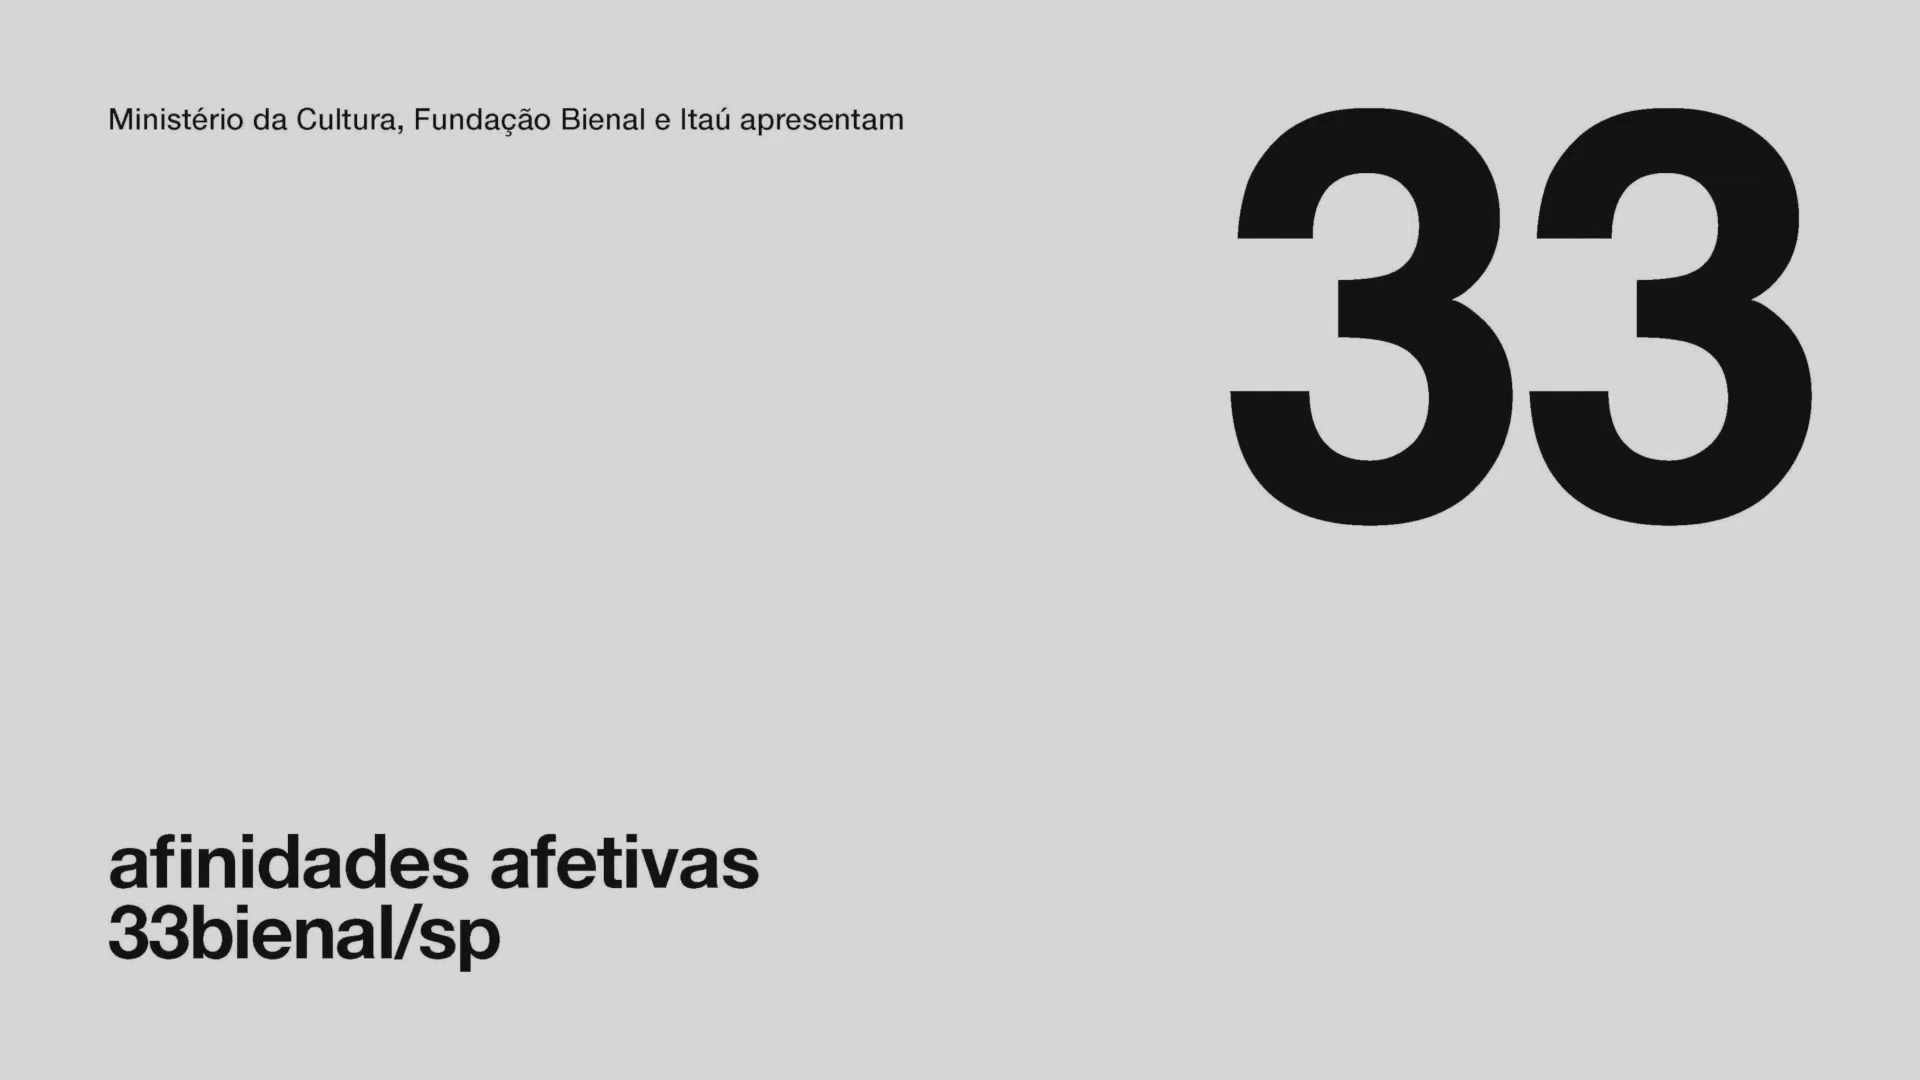 Ministério da Cultura, Fundação Bienal e Itaú apresentam
33
afinidades afetivas
33bienal/sp